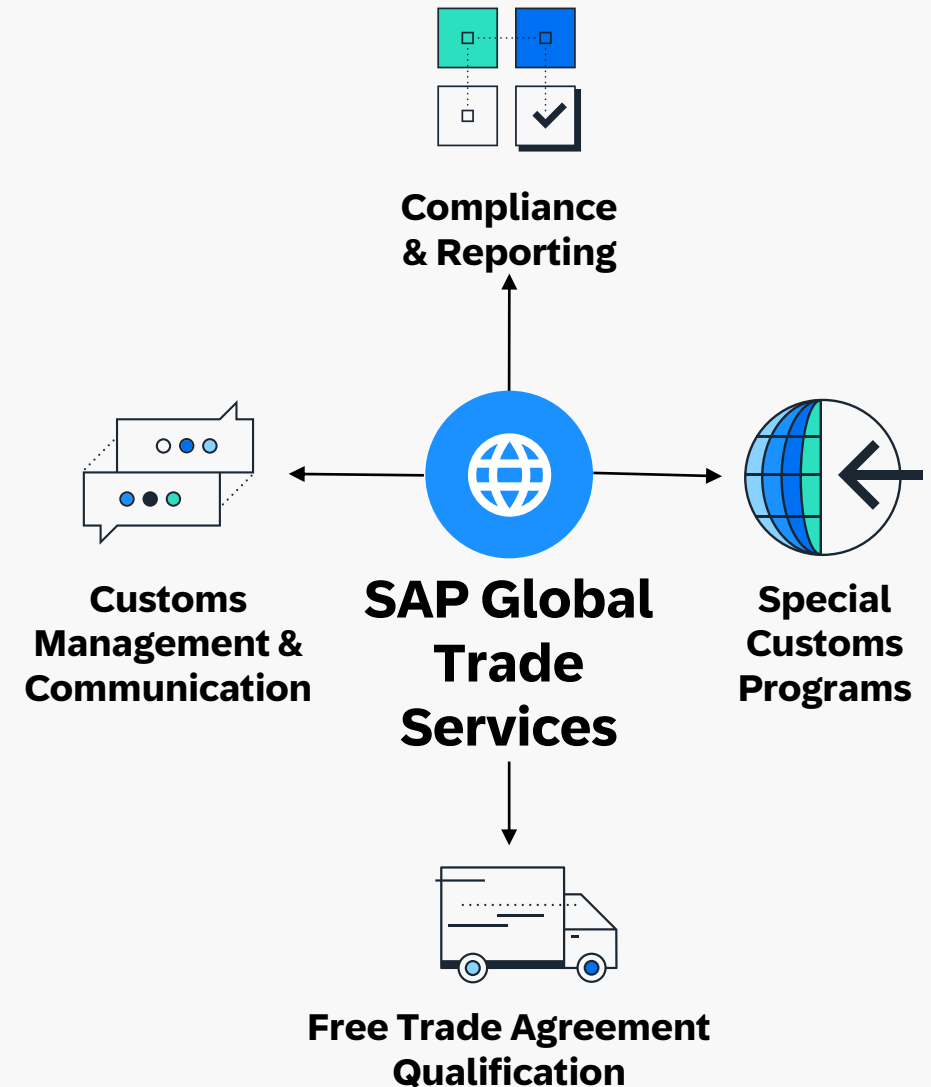 Compliance
& Reporting
Customs
Management &
Communication
SAP Global
Trade
Services
Special
Customs
Programs
Free Trade Agreement
Qualification